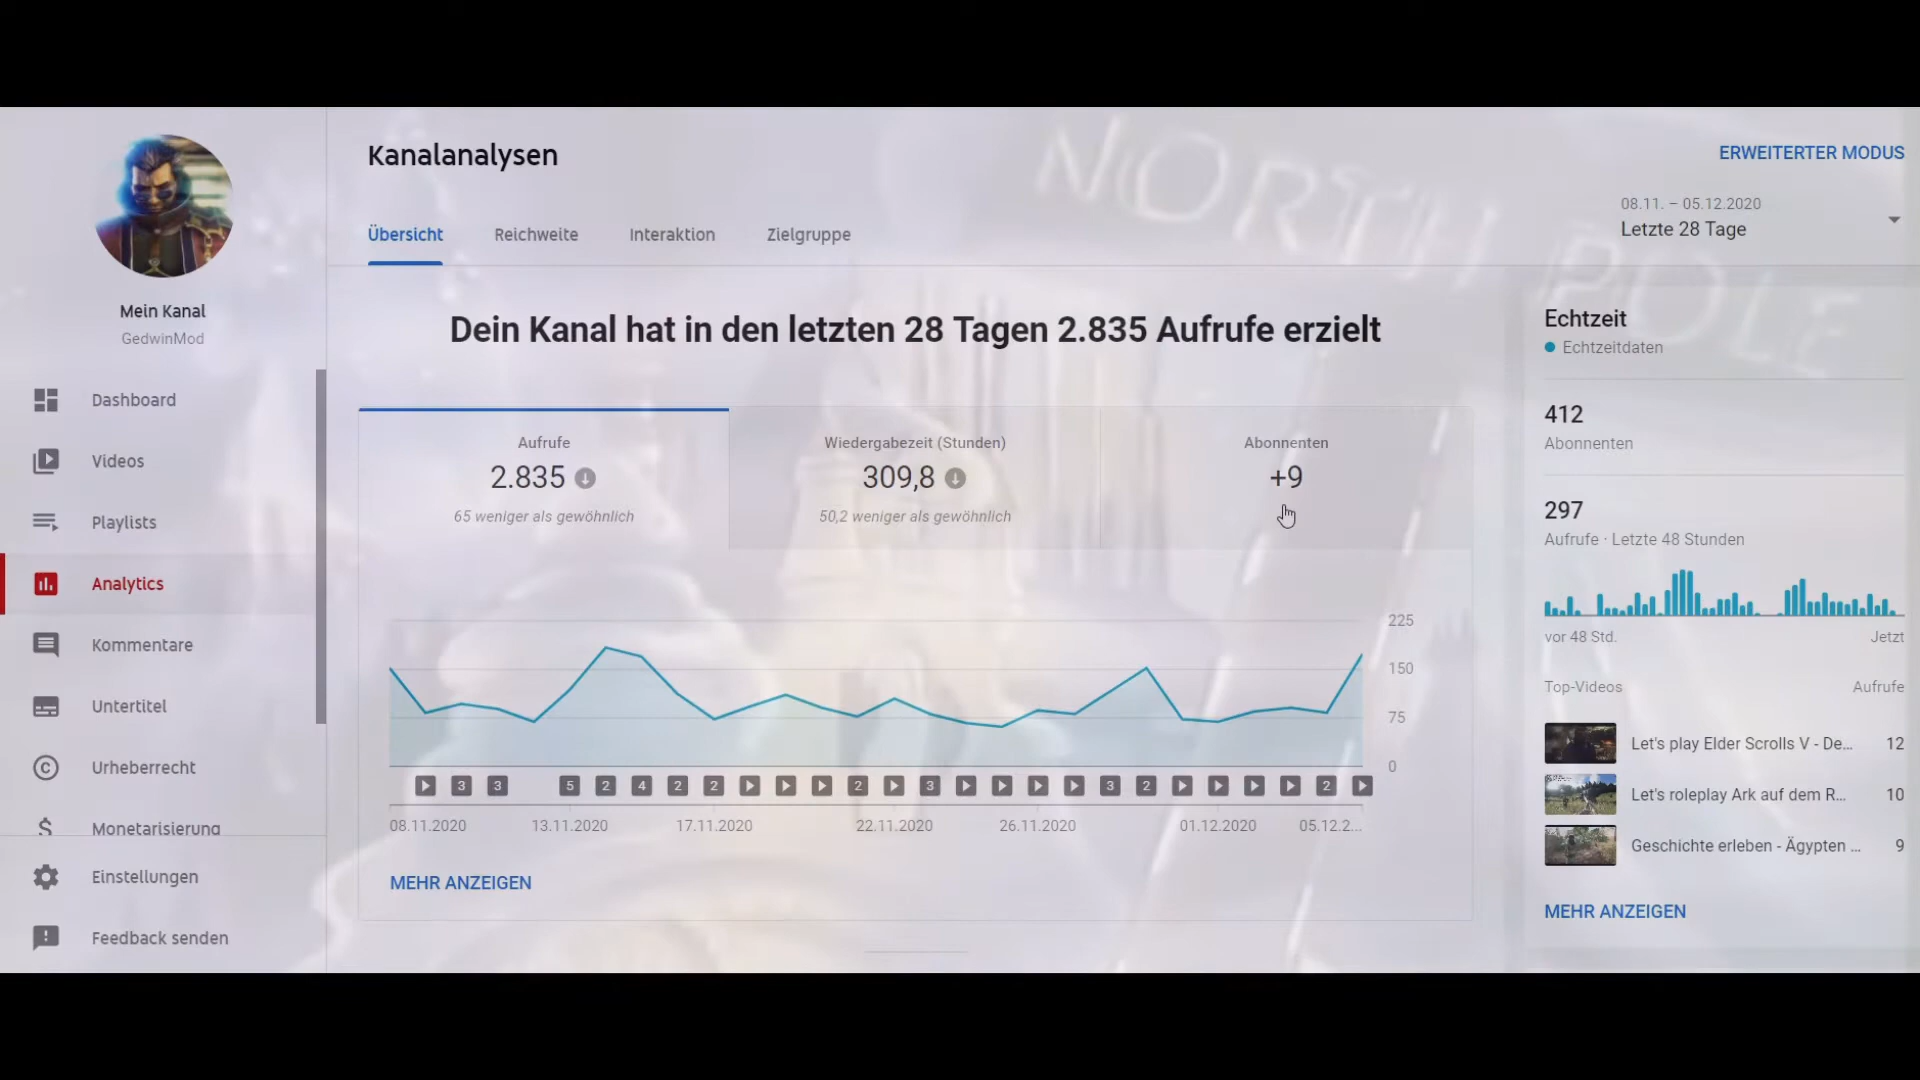 Kanalanalysen
ERWEITERTER MODUS
08.11. – 05.12.2020
Letzte 28 Tage
Übersicht
Reichweite
Interaktion
Zielgruppe
NORTH POLE
Mein Kanal
GedwinMod
Dashboard
Videos
Playlists
Analytics
Kommentare
Untertitel
Urheberrecht
Monetarisierung
Einstellungen
Feedback senden
Dein Kanal hat in den letzten 28 Tagen 2.835 Aufrufe erzielt
Aufrufe
2.835
65 weniger als gewöhnlich
Wiedergabezeit (Stunden)
309,8
50,2 weniger als gewöhnlich
Abonnenten
+9
225
150
75
0
3 3 5 2 4 2 2 2 3 3 2 2
08.11.2020 13.11.2020 17.11.2020 22.11.2020 26.11.2020 01.12.2020 05.12.2...
MEHR ANZEIGEN
Echtzeit
Echtzeitdaten
412
Abonnenten
297
Aufrufe · Letzte 48 Stunden
vor 48 Std. Jetzt
Top-Videos Aufrufe
Let's play Elder Scrolls V - De... 12
Let's roleplay Ark auf dem R... 10
Geschichte erleben - Ägypten ... 9
MEHR ANZEIGEN